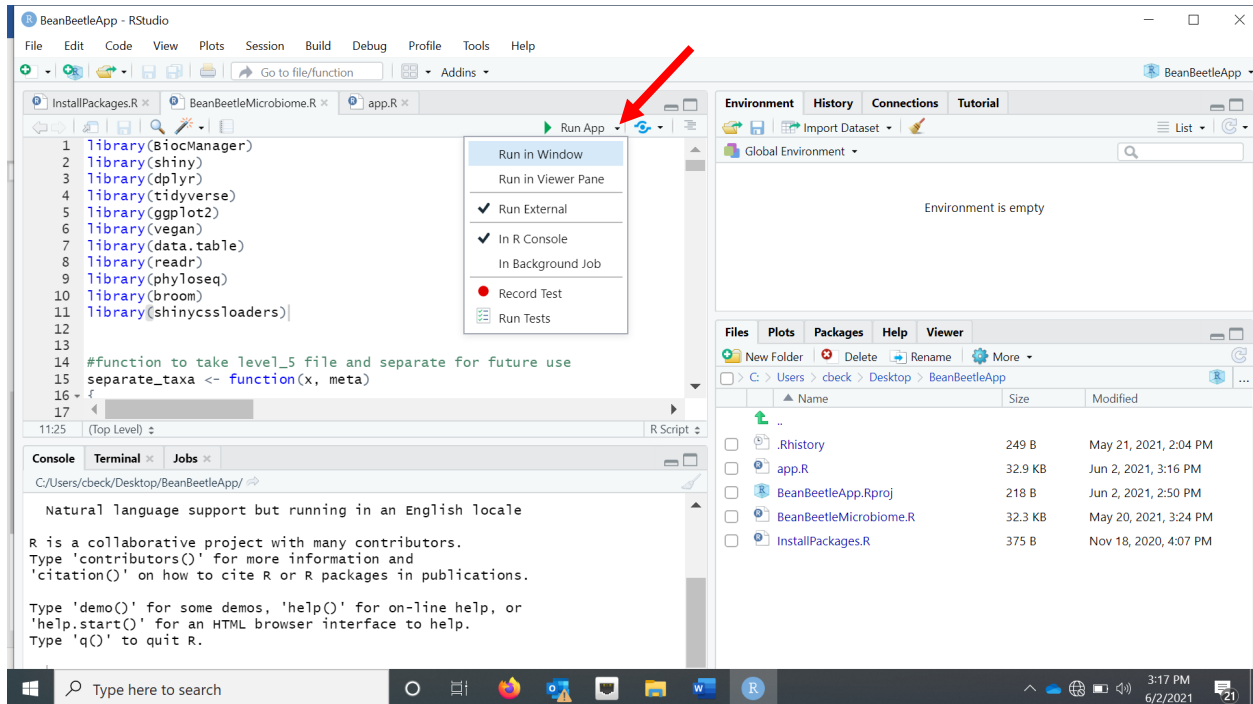 BeanBeetleApp - RStudio
File Edit Code View Plots Session Build Debug Profile Tools Help
Go to file/function Addins BeanBeetleApp
InstallPackages.R BeanBeetleMicrobiome.R app.R
Run App
1 library(BiocManager)
2 library(shiny)
3 library(dplyr)
4 library(tidyverse)
5 library(ggplot2)
6 library(vegan)
7 library(data.table)
8 library(readr)
9 library(phyloseq)
10 library(broom)
11 library(shinycssloaders)
12
13
14 #function to take level_5 file and separate for future use
15 separate_taxa <- function(x, meta)
16 {
17
11:25 (Top Level) R Script
Run in Window
Run in Viewer Pane
Run External
In R Console
In Background Job
Record Test
Run Tests
Console Terminal Jobs
C:/Users/cbeck/Desktop/BeanBeetleApp/
Natural language support but running in an English locale
R is a collaborative project with many contributors.
Type 'contributors()' for more information and
'citation()' on how to cite R or R packages in publications.
Type 'demo()' for some demos, 'help()' for on-line help, or
'help.start()' for an HTML browser interface to help.
Type 'q()' to quit R.
Environment History Connections Tutorial
Import Dataset List
Global Environment
Environment is empty
Files Plots Packages Help Viewer
New Folder Delete Rename More
C: > Users > cbeck > Desktop > BeanBeetleApp ...
Name Size Modified
..
.Rhistory 249 B May 21, 2021, 2:04 PM
app.R 32.9 KB Jun 2, 2021, 3:16 PM
BeanBeetleApp.Rproj 218 B Jun 2, 2021, 2:50 PM
BeanBeetleMicrobiome.R 32.3 KB May 20, 2021, 3:24 PM
InstallPackages.R 375 B Nov 18, 2020, 4:07 PM
Type here to search
3:17 PM
6/2/2021
21